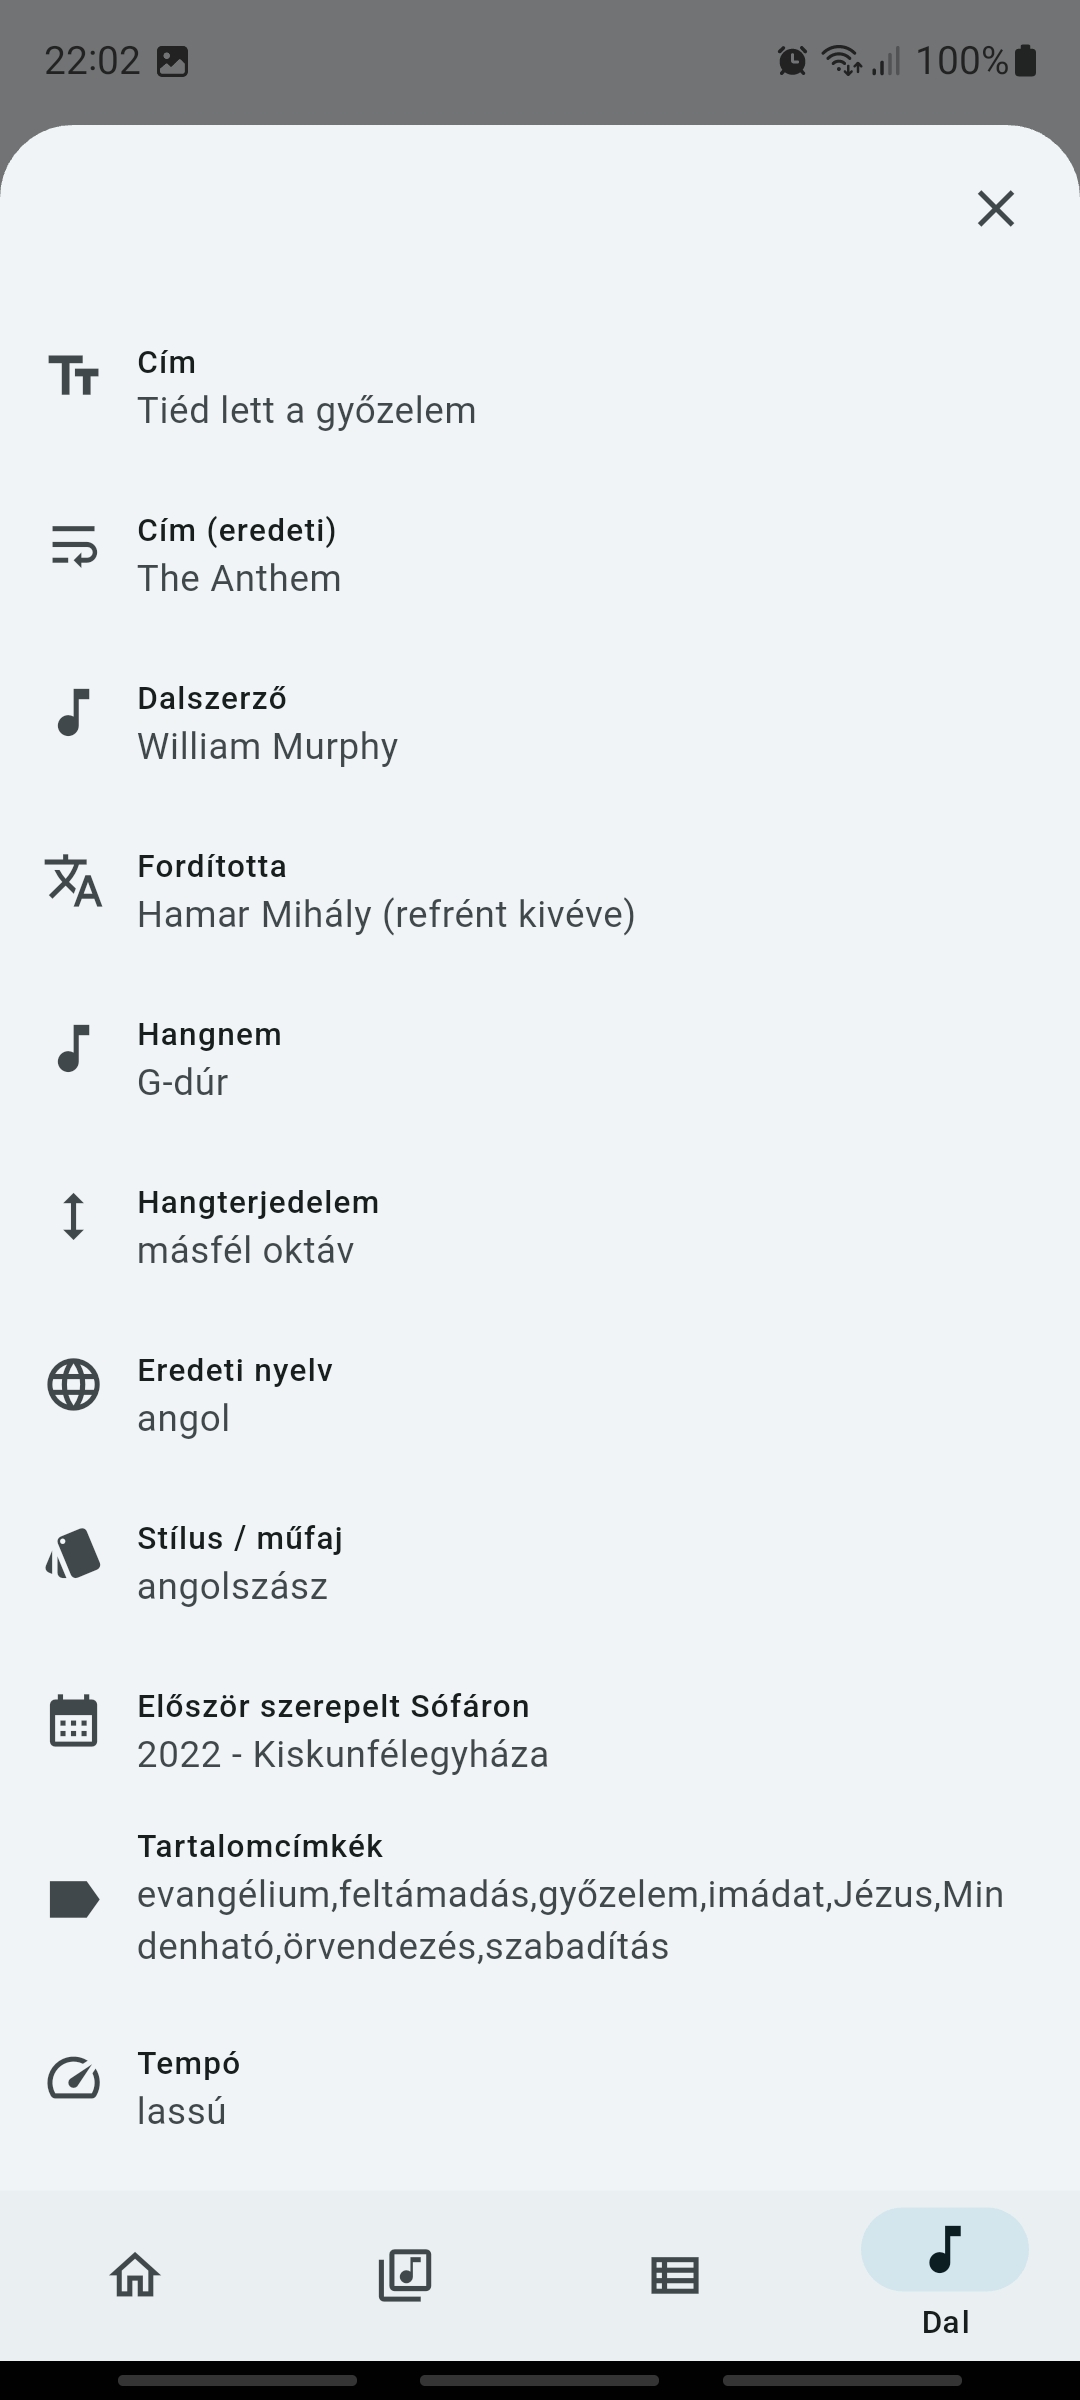 22:02
100%
Cím
Tiéd lett a győzelem
Cím (eredeti)
The Anthem
Dalszerző
William Murphy
Fordította
Hamar Mihály (refrént kivéve)
Hangnem
G-dúr
Hangterjedelem
másfél oktáv
Eredeti nyelv
angol
Stílus / műfaj
angolszász
Először szerepelt Sófáron
2022 - Kiskunfélegyháza
Tartalomcímkék
evangélium,feltámadás,győzelem,imádat,Jézus,Min
denható,örvendezés,szabadítás
Tempó
lassú
Dal